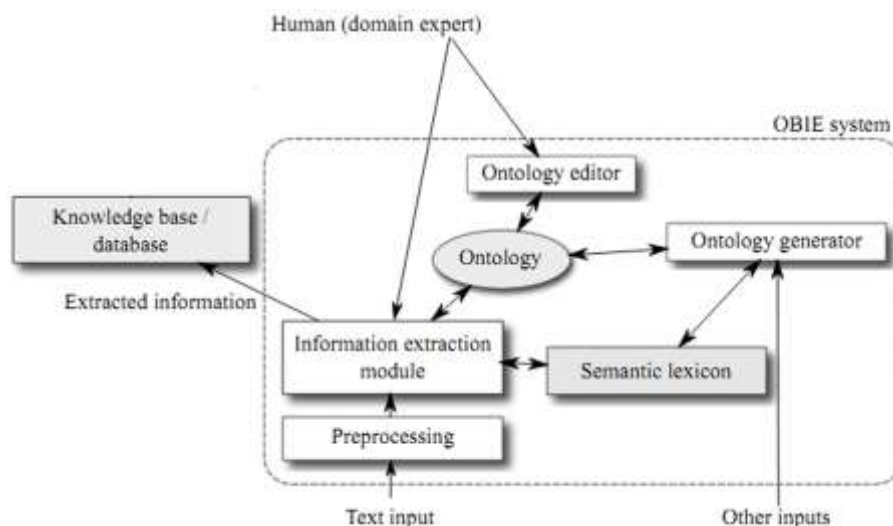 Human (domain expert)
OBIE system
Ontology editor
Knowledge base /
database
Ontology
Ontology generator
Extracted information
Information extraction
module
Semantic lexicon
Preprocessing
Text input
Other inputs